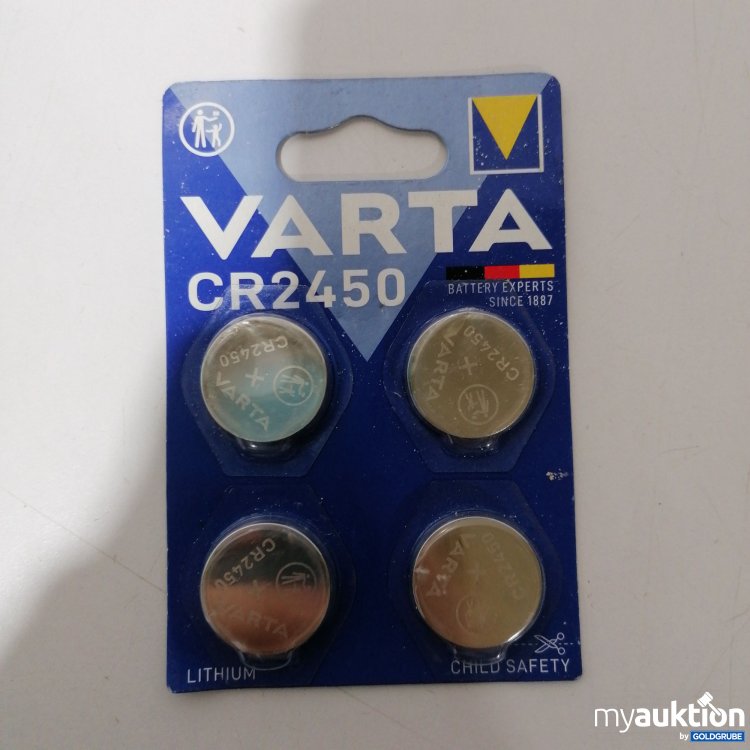 VARTA
CR2450
BATTERY EXPERTS
SINCE 1887
CR2450
+
VARTA
CR2450
+
VARTA
CR2450
+
VARTA
CR2450
+
VARTA
LITHIUM
CHILD SAFETY
myauktion
by GOLDGRUBE